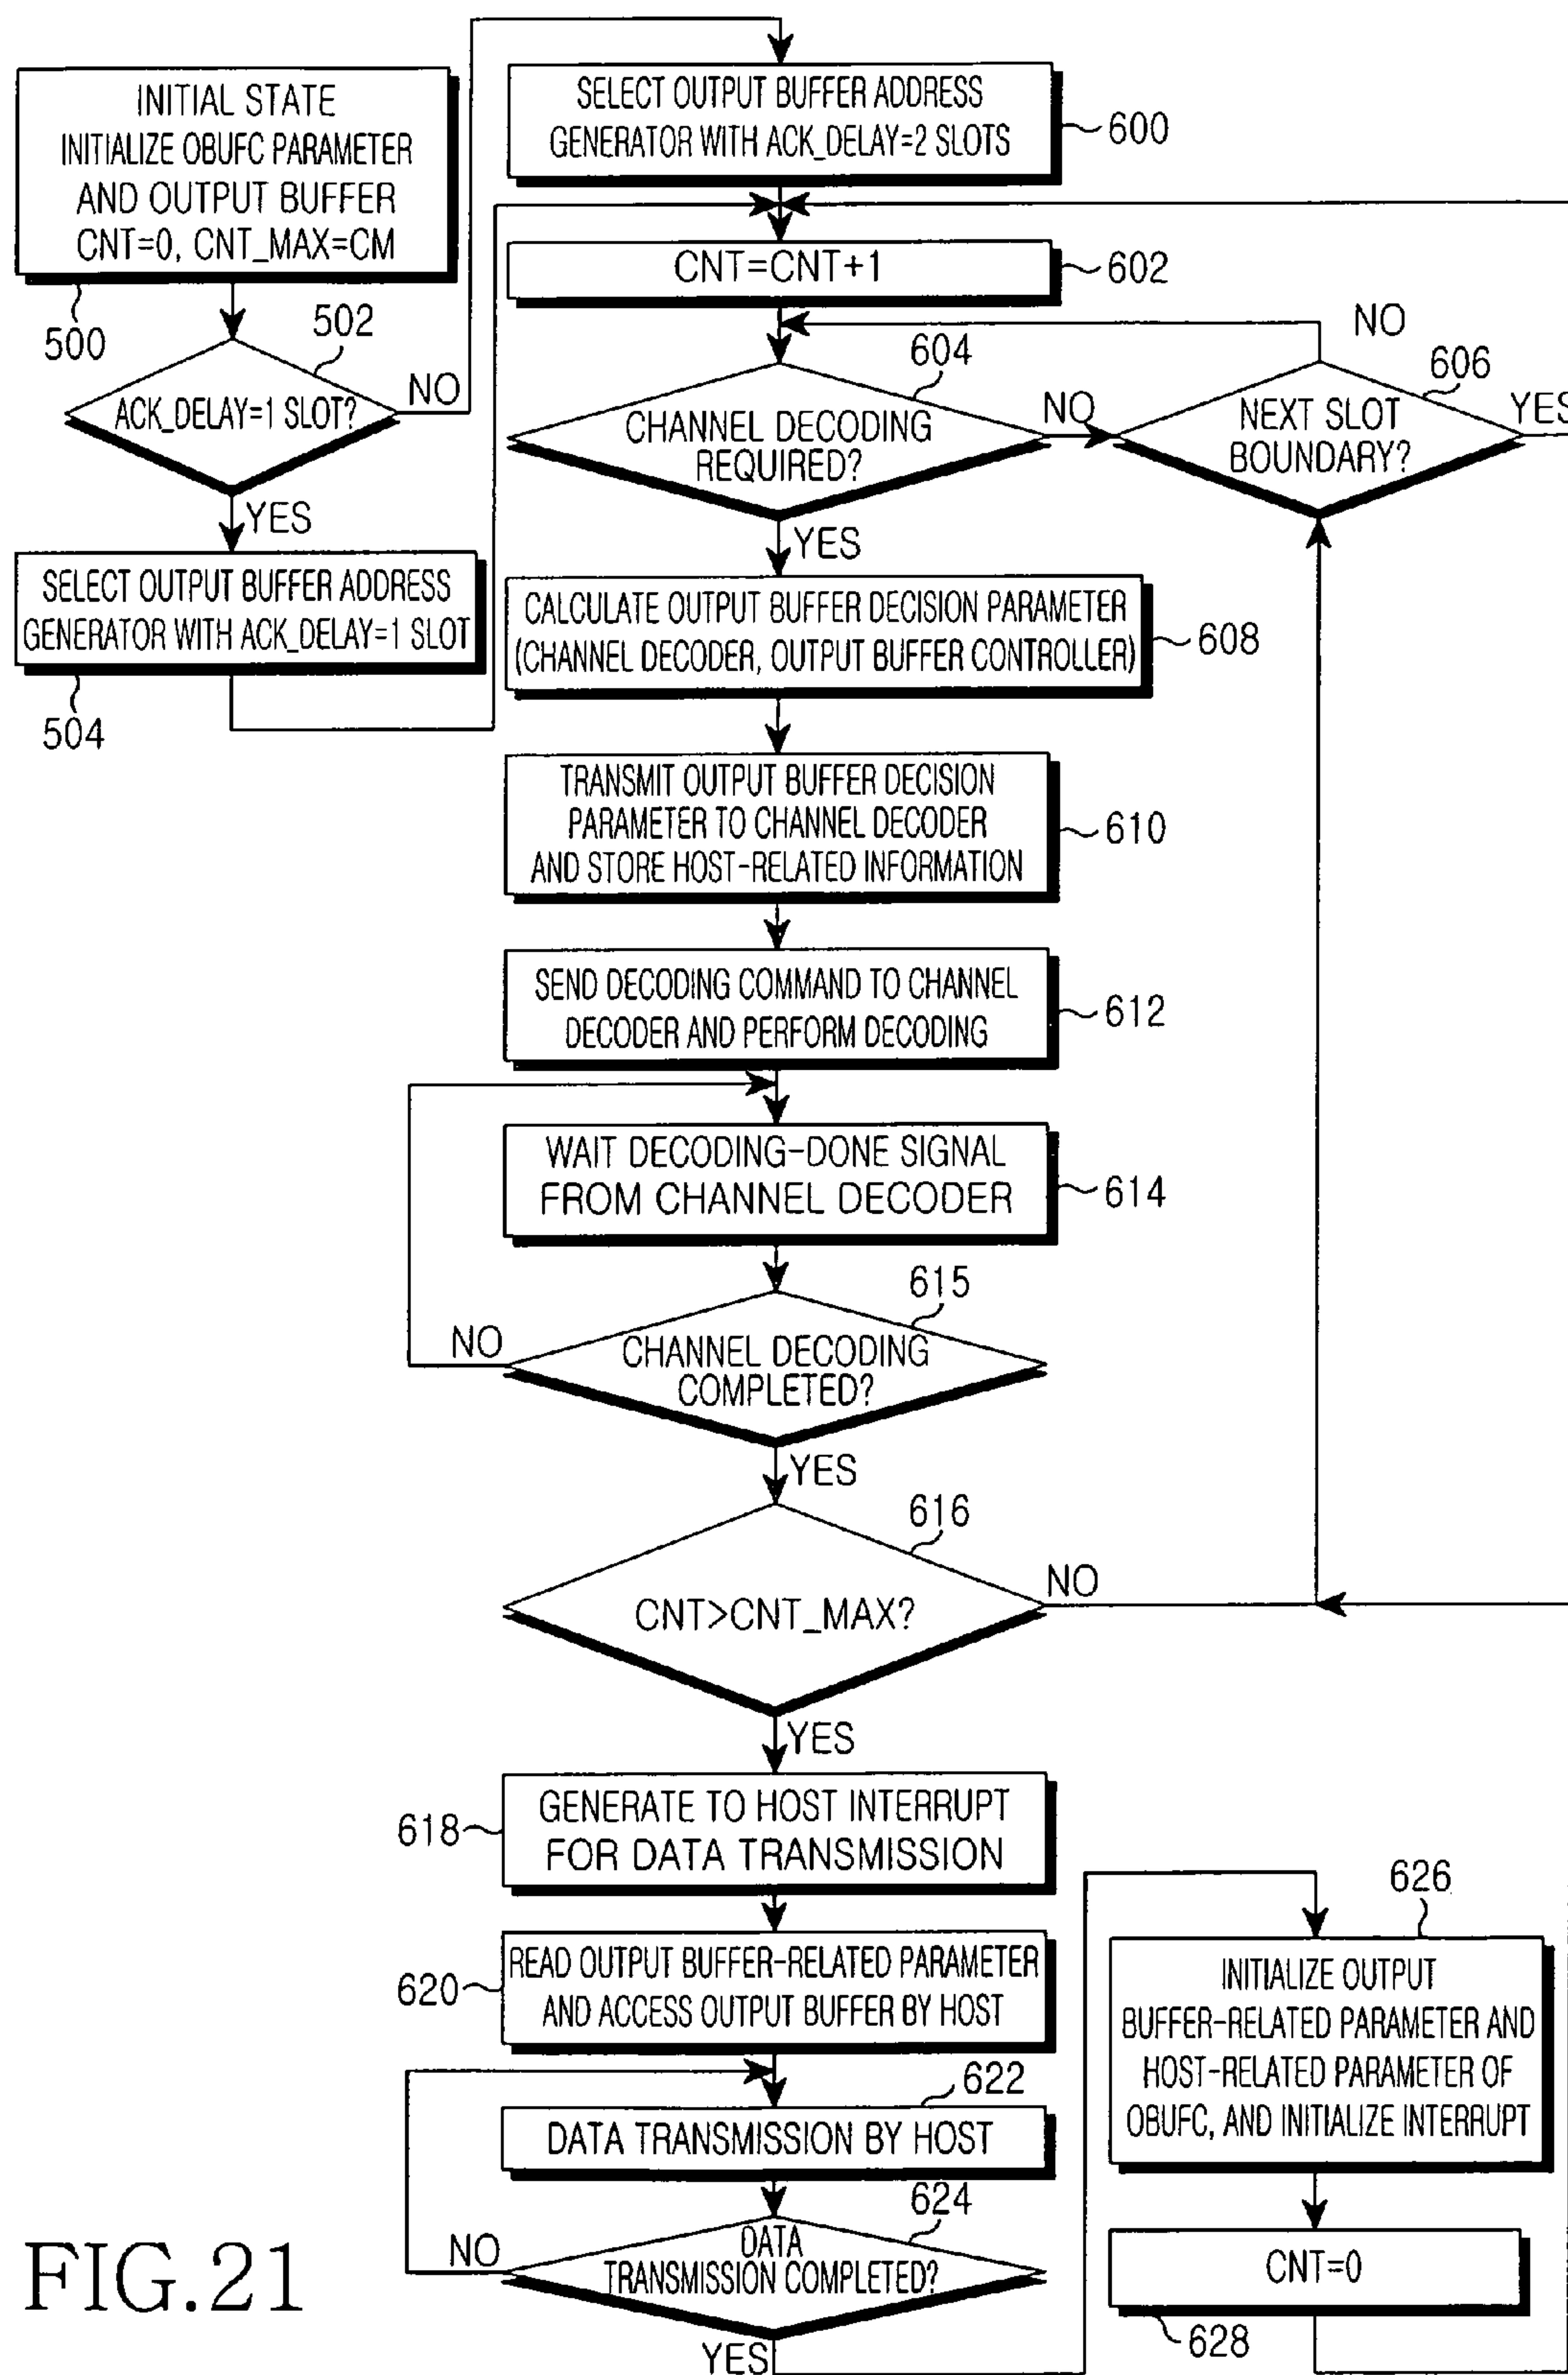 INITIAL STATE
INITIALIZE OBUFC PARAMETER
AND OUTPUT BUFFER
CNT=0, CNT_MAX=CM
500
502
ACK_DELAY=1 SLOT?
NO
YES
SELECT OUTPUT BUFFER ADDRESS
GENERATOR WITH ACK_DELAY=1 SLOT
504
SELECT OUTPUT BUFFER ADDRESS
GENERATOR WITH ACK_DELAY=2 SLOTS
600
CNT=CNT+1
602
604
CHANNEL DECODING
REQUIRED?
NO
YES
NO
606
NEXT SLOT
BOUNDARY?
YES
CALCULATE OUTPUT BUFFER DECISION PARAMETER
(CHANNEL DECODER, OUTPUT BUFFER CONTROLLER)
608
TRANSMIT OUTPUT BUFFER DECISION
PARAMETER TO CHANNEL DECODER
AND STORE HOST-RELATED INFORMATION
610
SEND DECODING COMMAND TO CHANNEL
DECODER AND PERFORM DECODING
612
WAIT DECODING-DONE SIGNAL
FROM CHANNEL DECODER
614
615
NO
CHANNEL DECODING
COMPLETED?
YES
616
CNT>CNT_MAX?
NO
YES
GENERATE TO HOST INTERRUPT
FOR DATA TRANSMISSION
618
READ OUTPUT BUFFER-RELATED PARAMETER
AND ACCESS OUTPUT BUFFER BY HOST
620
622
DATA TRANSMISSION BY HOST
624
NO
DATA
TRANSMISSION COMPLETED?
YES
626
INITIALIZE OUTPUT
BUFFER-RELATED PARAMETER AND
HOST-RELATED PARAMETER OF
OBUFC, AND INITIALIZE INTERRUPT
CNT=0
628
FIG.21